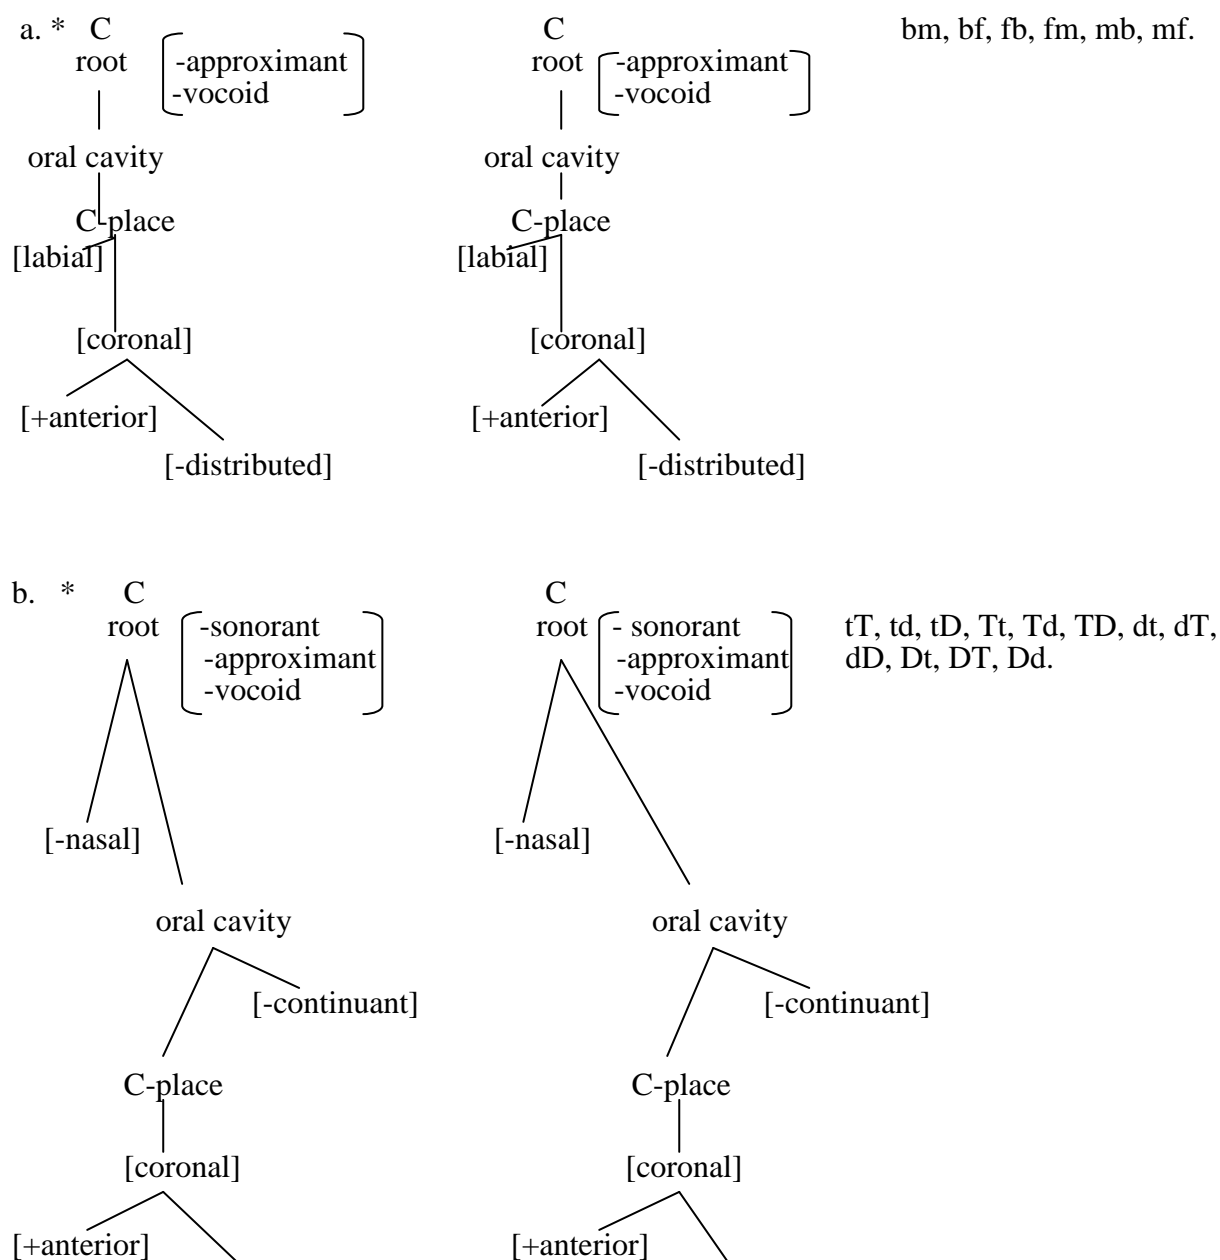 a. * C C bm, bf, fb, fm, mb, mf.
root -approximant root -approximant
-vocoid -vocoid
oral cavity oral cavity
C-place C-place
[labial] [labial]
[coronal] [coronal]
[+anterior] [+anterior]
[-distributed] [-distributed]
b. * C C
root -sonorant root - sonorant tT, td, tD, Tt, Td, TD, dt, dT,
-approximant -approximant dD, Dt, DT, Dd.
-vocoid -vocoid
[-nasal] [-nasal]
oral cavity oral cavity
[-continuant] [-continuant]
C-place C-place
[coronal] [coronal]
[+anterior] [+anterior]